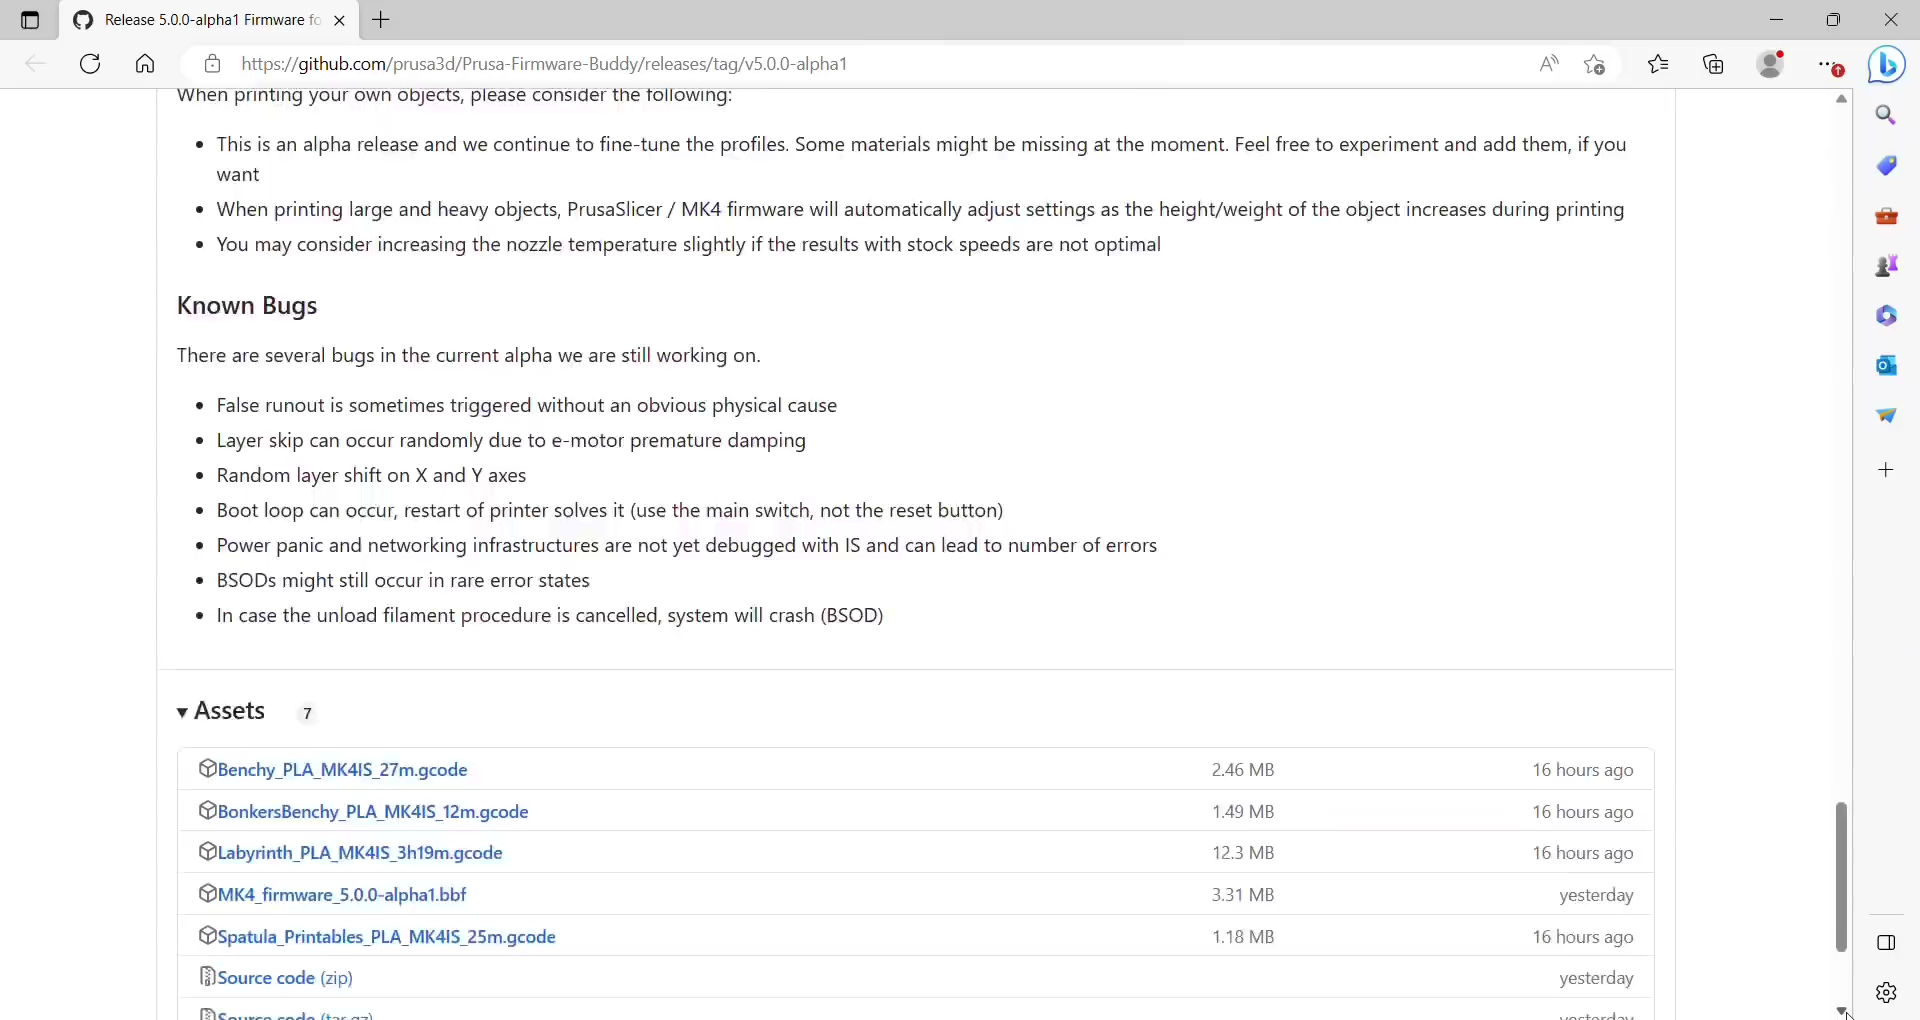 Release 5.0.0-alpha1 Firmware fo
https://github.com/prusa3d/Prusa-Firmware-Buddy/releases/tag/v5.0.0-alpha1
When printing your own objects, please consider the following:
This is an alpha release and we continue to fine-tune the profiles. Some materials might be missing at the moment. Feel free to experiment and add them, if you
want
When printing large and heavy objects, PrusaSlicer / MK4 firmware will automatically adjust settings as the height/weight of the object increases during printing
You may consider increasing the nozzle temperature slightly if the results with stock speeds are not optimal
Known Bugs
There are several bugs in the current alpha we are still working on.
False runout is sometimes triggered without an obvious physical cause
Layer skip can occur randomly due to e-motor premature damping
Random layer shift on X and Y axes
Boot loop can occur, restart of printer solves it (use the main switch, not the reset button)
Power panic and networking infrastructures are not yet debugged with IS and can lead to number of errors
BSODs might still occur in rare error states
In case the unload filament procedure is cancelled, system will crash (BSOD)
Assets 7
Benchy_PLA_MK4IS_27m.gcode 2.46 MB 16 hours ago
BonkersBenchy_PLA_MK4IS_12m.gcode 1.49 MB 16 hours ago
Labyrinth_PLA_MK4IS_3h19m.gcode 12.3 MB 16 hours ago
MK4_firmware_5.0.0-alpha1.bbf 3.31 MB yesterday
Spatula_Printables_PLA_MK4IS_25m.gcode 1.18 MB 16 hours ago
Source code (zip) yesterday
Source code (tar.gz) yesterday